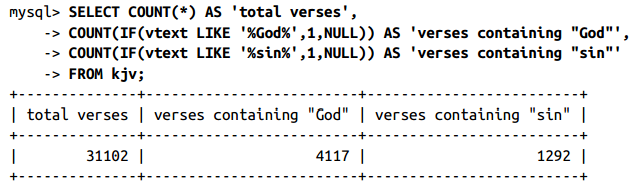 mysql> SELECT COUNT(*) AS 'total verses',
    -> COUNT(IF(vtext LIKE '%God%',1,NULL)) AS 'verses containing "God"',
    -> COUNT(IF(vtext LIKE '%sin%',1,NULL)) AS 'verses containing "sin"'
    -> FROM kjv;
+--------------+-------------------------+-------------------------+
| total verses | verses containing "God" | verses containing "sin" |
+--------------+-------------------------+-------------------------+
|        31102 |                    4117 |                    1292 |
+--------------+-------------------------+-------------------------+